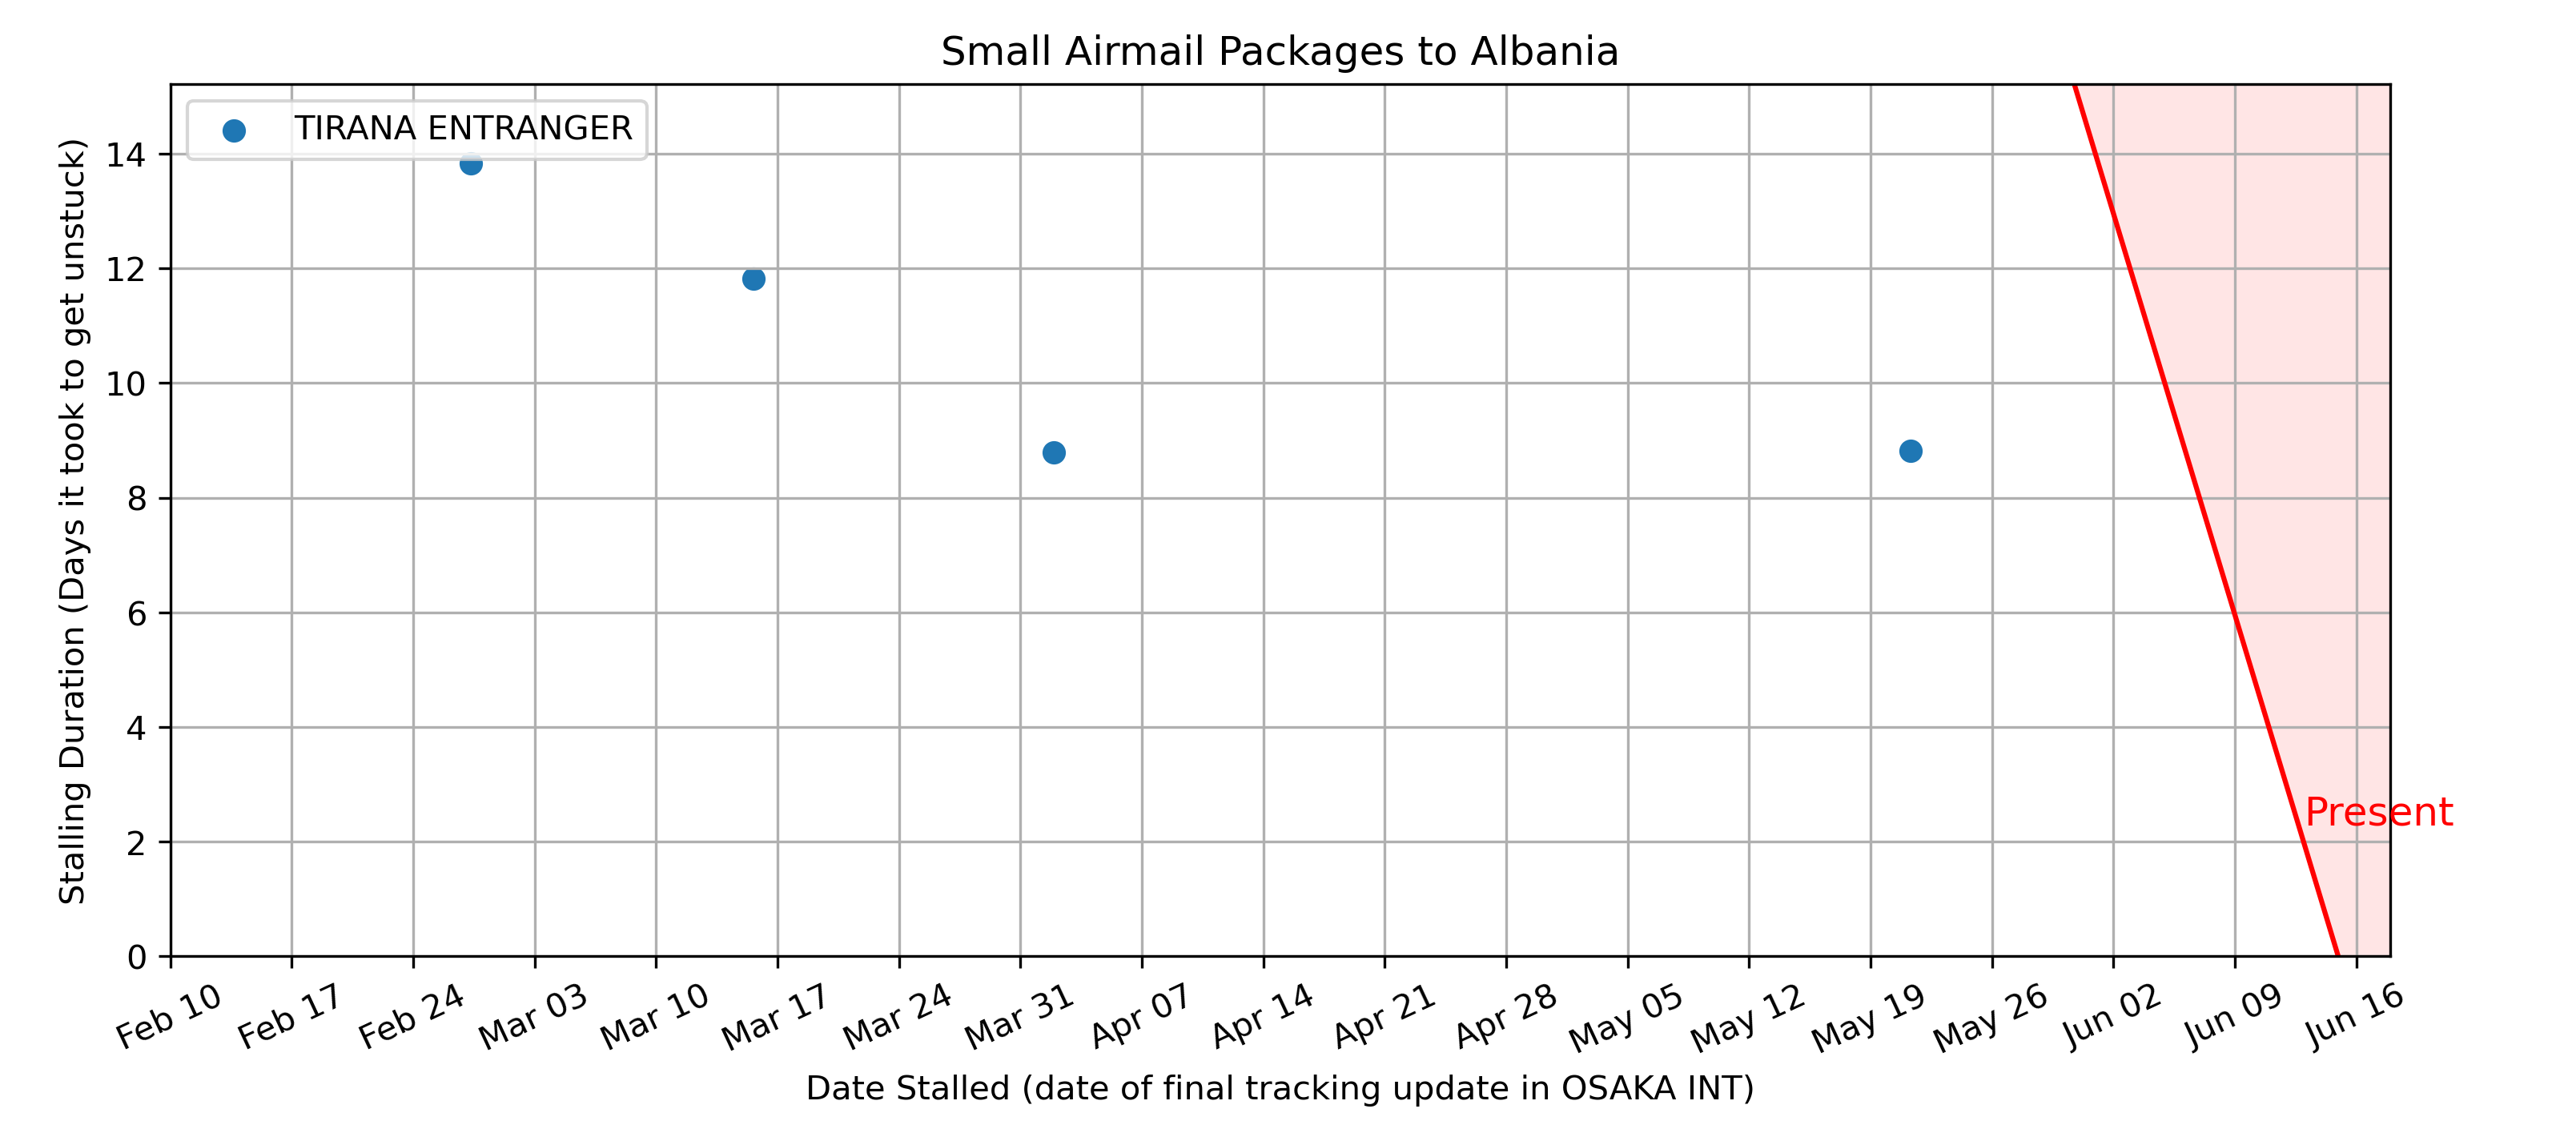 Small Airmail Packages to Albania
TIRANA ENTRANGER
Stalling Duration (Days it took to get unstuck)
14
12
10
8
6
4
2
0
Present
Feb 10
Feb 17
Feb 24
Mar 03
Mar 10
Mar 17
Mar 24
Mar 31
Apr 07
Apr 14
Apr 21
Apr 28
May 05
May 12
May 19
May 26
Jun 02
Jun 09
Jun 16
Date Stalled (date of final tracking update in OSAKA INT)